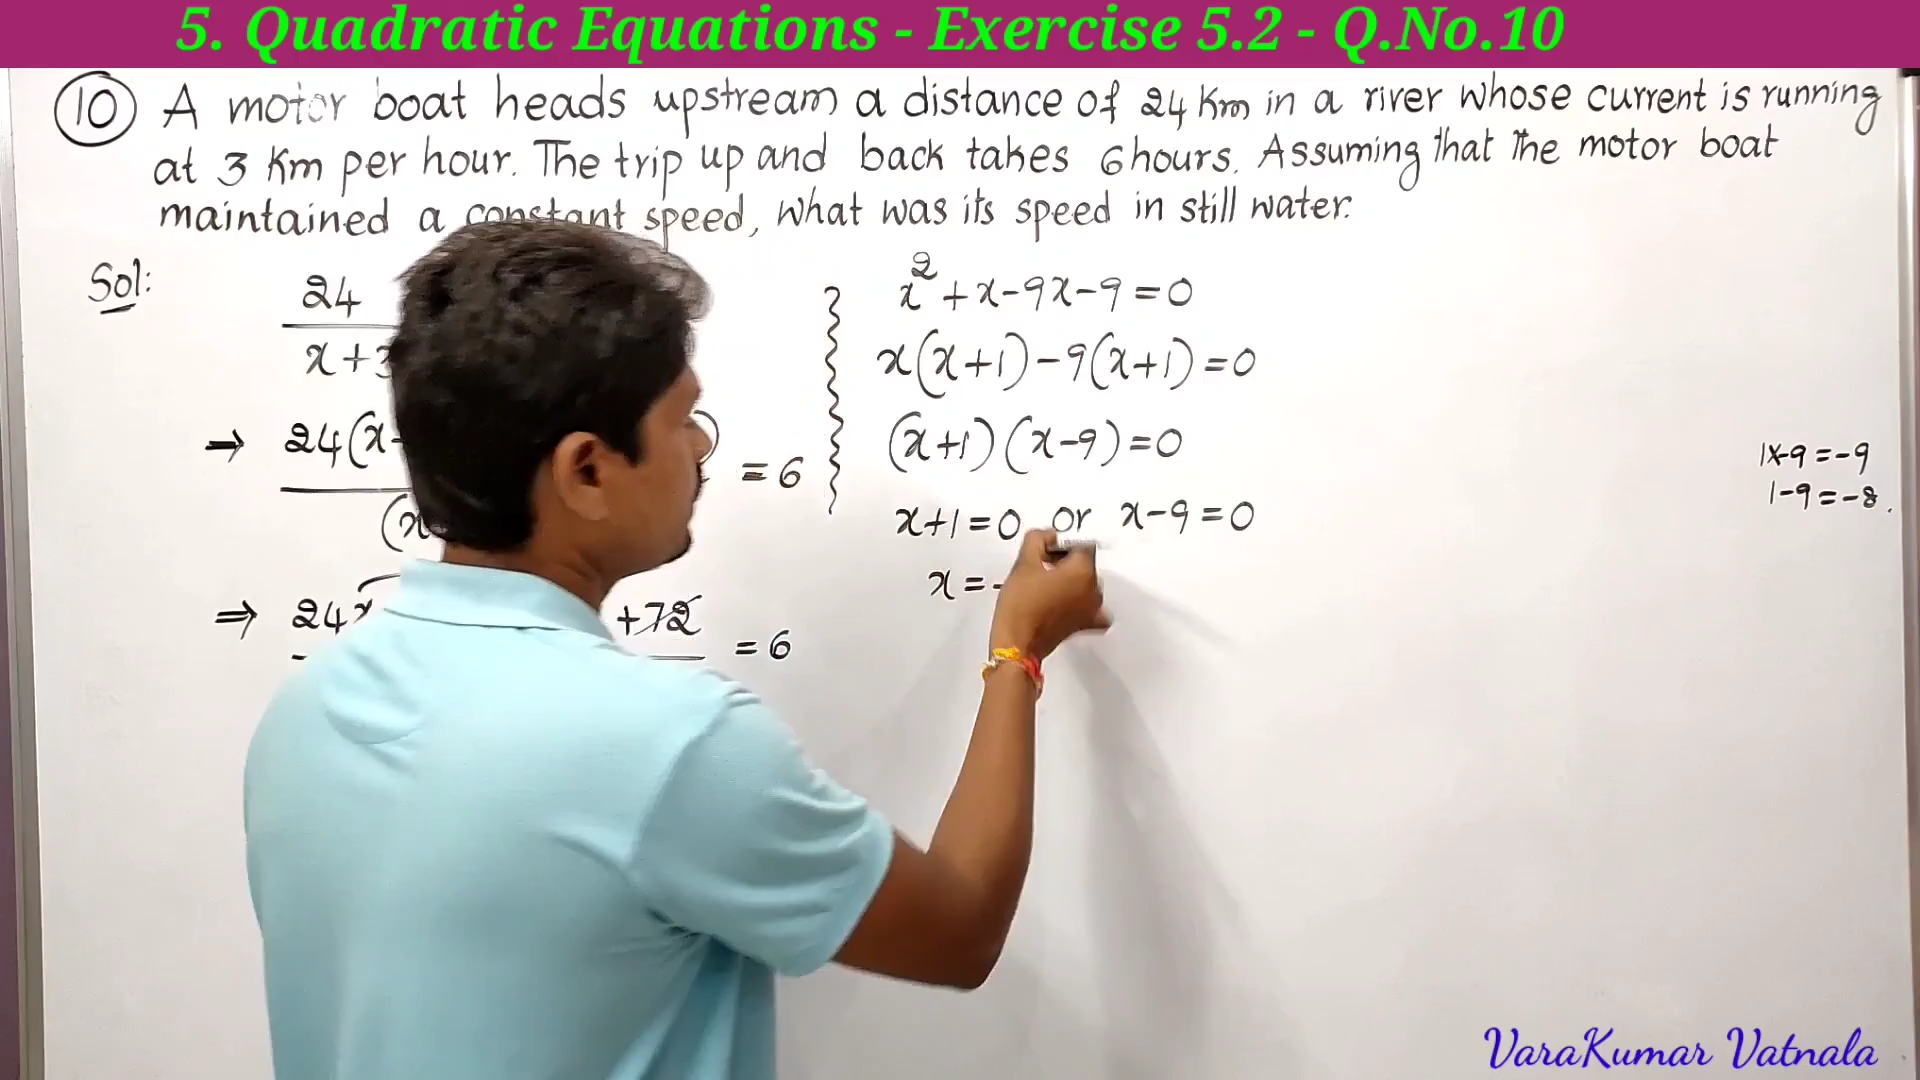 5. Quadratic Equations - Exercise 5.2 - Q.No.10
10 A motor boat heads upstream a distance of 24 Km in a river whose current is running
at 3 Km per hour. The trip up and back takes 6 hours. Assuming that the motor boat
maintained a constant speed, what was its speed in still water.
Sol:
24
x+3
⇒ 24(x-
= 6
(x
⇒ 24x
+72
= 6
x²+x-9x-9=0
x(x+1)-9(x+1)=0
(x+1)(x-9)=0
x+1=0 or x-9=0
x=-
1x-9=-9
1-9=-8.
VaraKumar Vatnala